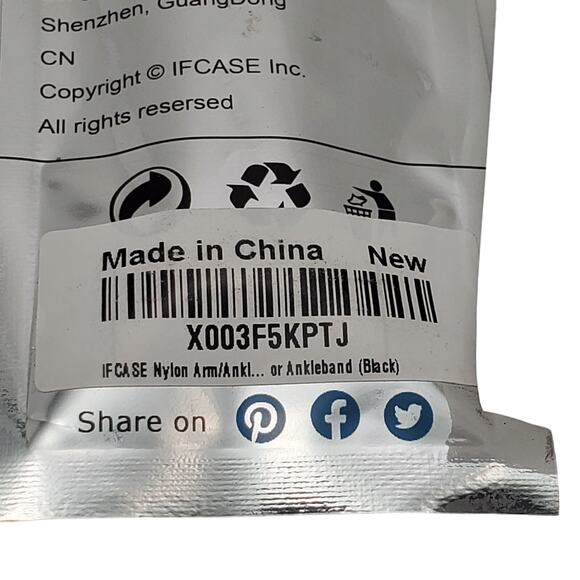 Shenzhen, GuangDong
CN
Copyright © IFCASE Inc.
All rights resersed
Made in China New
X003F5KPTJ
IFCASE Nylon Arm/Ankl... or Ankleband (Black)
Share on